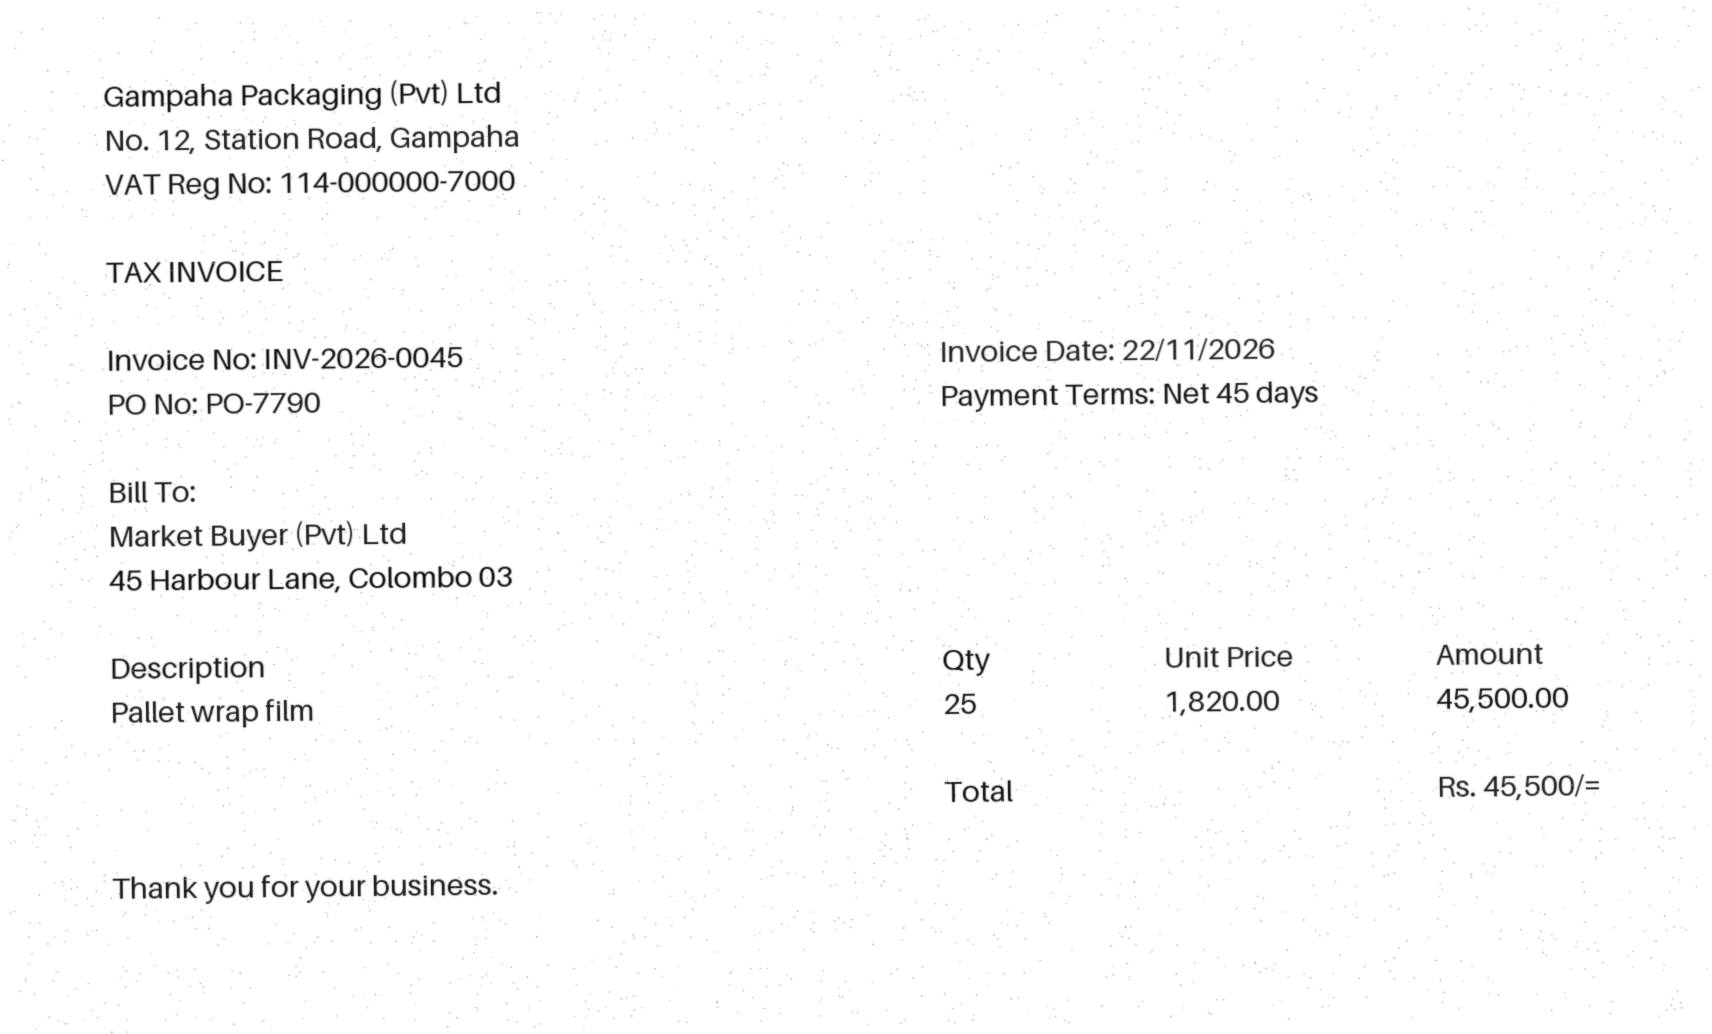 Gampaha Packaging (Pvt) Ltd
No. 12, Station Road, Gampaha
VAT Reg No: 114-000000-7000
TAX INVOICE
Invoice No: INV-2026-0045 Invoice Date: 22/11/2026
PO No: PO-7790 Payment Terms: Net 45 days
Bill To:
Market Buyer (Pvt) Ltd
45 Harbour Lane, Colombo 03
Description Qty Unit Price Amount
Pallet wrap film 25 1,820.00 45,500.00
Total Rs. 45,500/=
Thank you for your business.